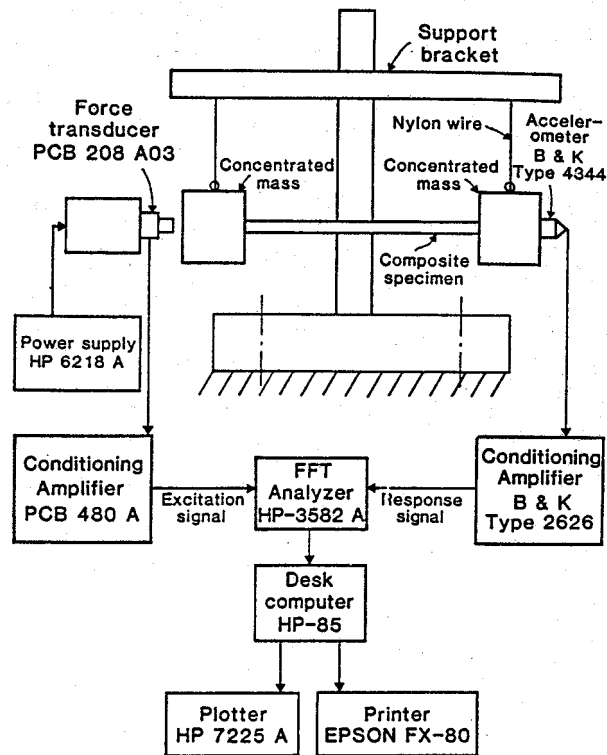 Support
bracket
Force
transducer
PCB 208 A03
Nylon wire
Acceler-
ometer
B & K
Type 4344
Concentrated
mass
Concentrated
mass
Composite
specimen
Power supply
HP 6218 A
Conditioning
Amplifier
PCB 480 A
Excitation
signal
FFT
Analyzer
HP-3582 A
Response
signal
Conditioning
Amplifier
B & K
Type 2626
Desk
computer
HP-85
Plotter
HP 7225 A
Printer
EPSON FX-80